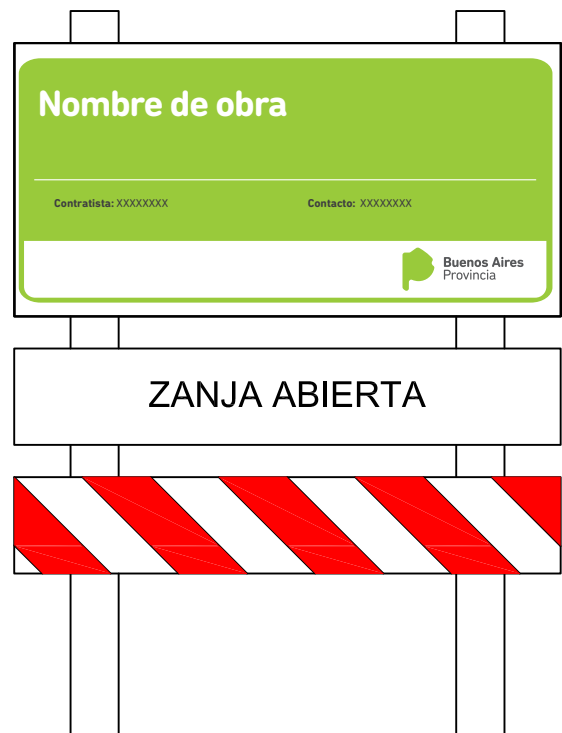 Nombre de obra
Contratista: XXXXXXXX Contacto: XXXXXXXX
Buenos Aires
Provincia
ZANJA ABIERTA